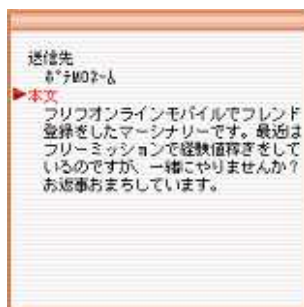 送信先
ﾎﾟﾃMOﾈｰﾑ
▶本文
フリフオンラインモバイルでフレンド
登録をしたマーシナリーです。最近は
フリーミッションで経験値稼ぎをして
いるのですが、一緒にやりませんか？
お返事おまちしています。